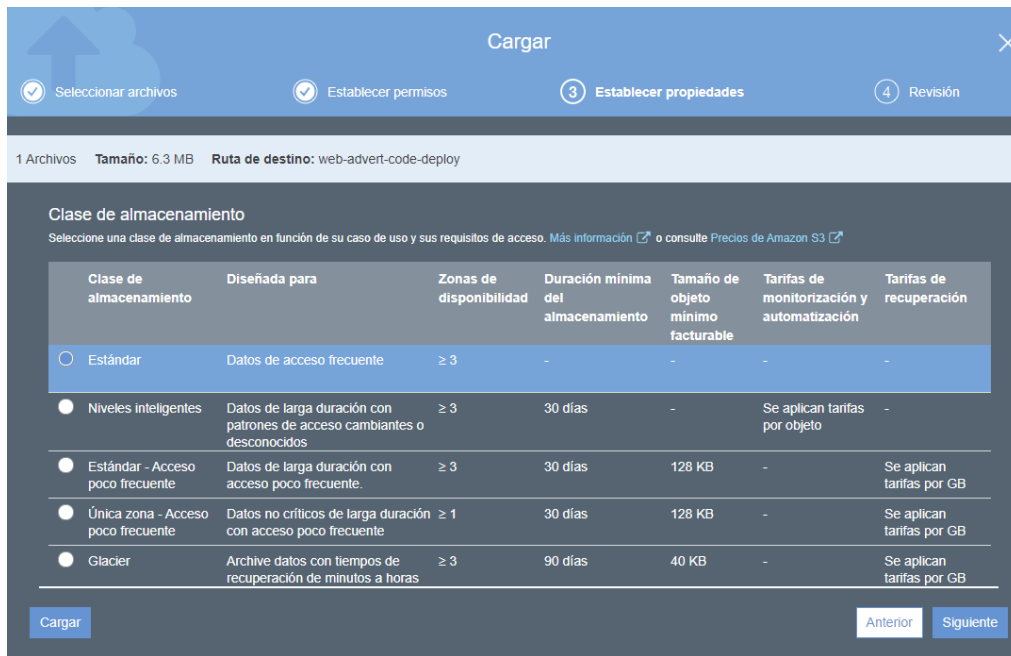 Cargar
Seleccionar archivos
Establecer permisos
3 Establecer propiedades
4 Revisión
1 Archivos Tamaño: 6.3 MB Ruta de destino: web-advert-code-deploy
Clase de almacenamiento
Seleccione una clase de almacenamiento en función de su caso de uso y sus requisitos de acceso. Más información o consulte Precios de Amazon S3
Clase de
almacenamiento
Diseñada para
Zonas de
disponibilidad
Duración mínima
del
almacenamiento
Tamaño de
objeto
mínimo
facturable
Tarifas de
monitorización y
automatización
Tarifas de
recuperación
Estándar
Datos de acceso frecuente
≥ 3
-
-
-
-
Niveles inteligentes
Datos de larga duración con
patrones de acceso cambiantes o
desconocidos
≥ 3
30 días
-
Se aplican tarifas
por objeto
-
Estándar - Acceso
poco frecuente
Datos de larga duración con
acceso poco frecuente.
≥ 3
30 días
128 KB
-
Se aplican
tarifas por GB
Única zona - Acceso
poco frecuente
Datos no críticos de larga duración
con acceso poco frecuente
≥ 1
30 días
128 KB
-
Se aplican
tarifas por GB
Glacier
Archive datos con tiempos de
recuperación de minutos a horas
≥ 3
90 días
40 KB
-
Se aplican
tarifas por GB
Cargar
Anterior
Siguiente